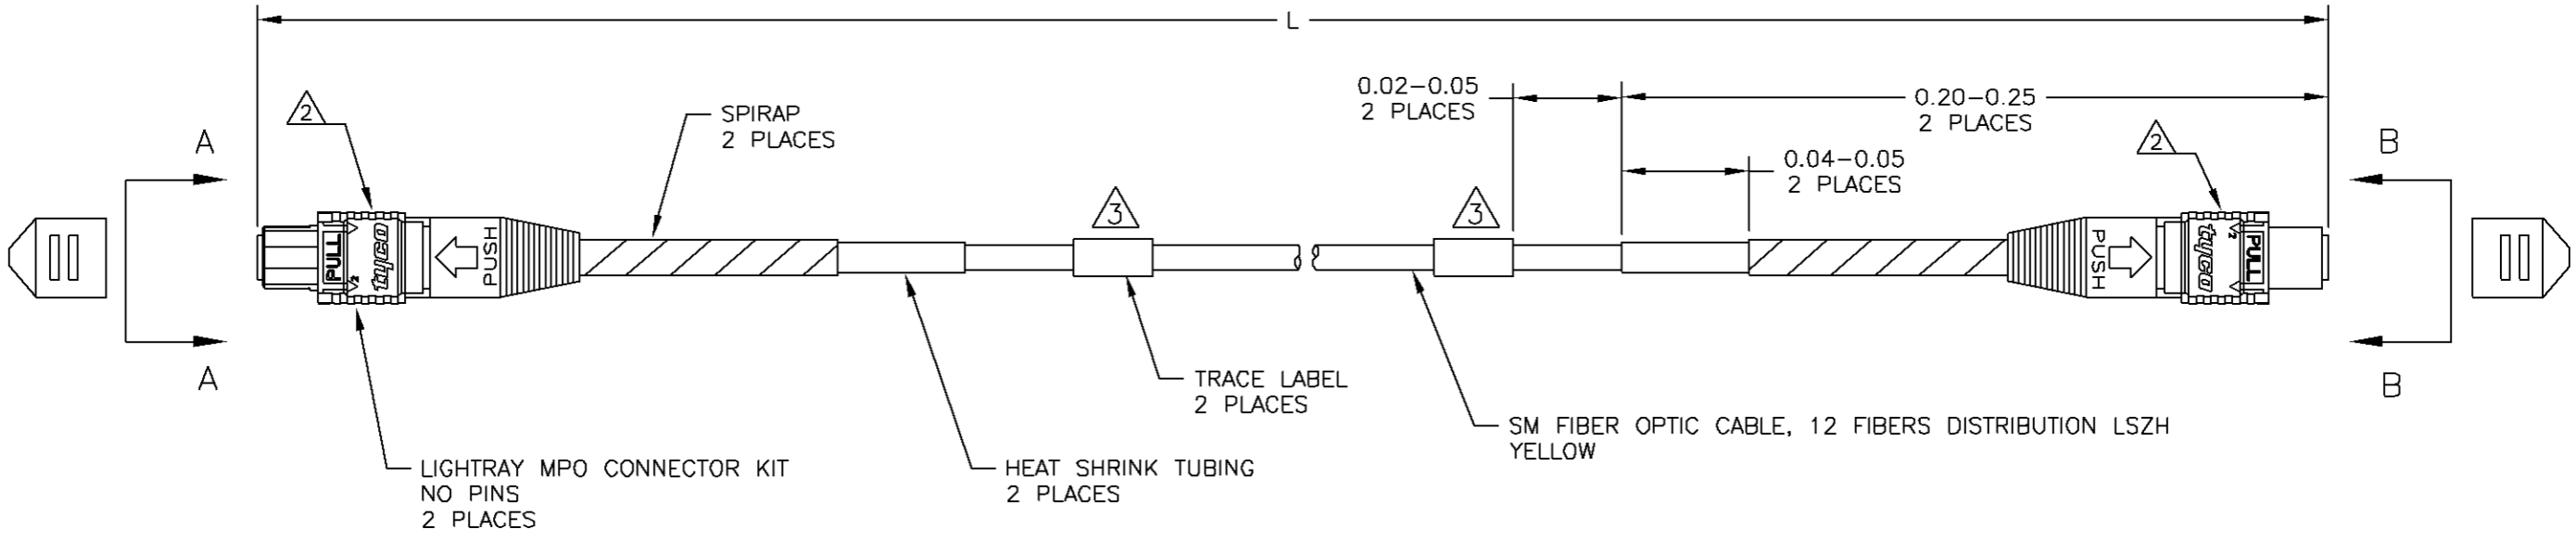 L
0.02-0.05
2 PLACES
0.20-0.25
2 PLACES
2
SPIRAP
2 PLACES
A
0.04-0.05
2 PLACES
2
B
3
3
PULL
2
tyco
PUSH
PUSH
tyco
2
PULL
A
B
TRACE LABEL
2 PLACES
SM FIBER OPTIC CABLE, 12 FIBERS DISTRIBUTION LSZH
YELLOW
LIGHTRAY MPO CONNECTOR KIT
NO PINS
2 PLACES
HEAT SHRINK TUBING
2 PLACES